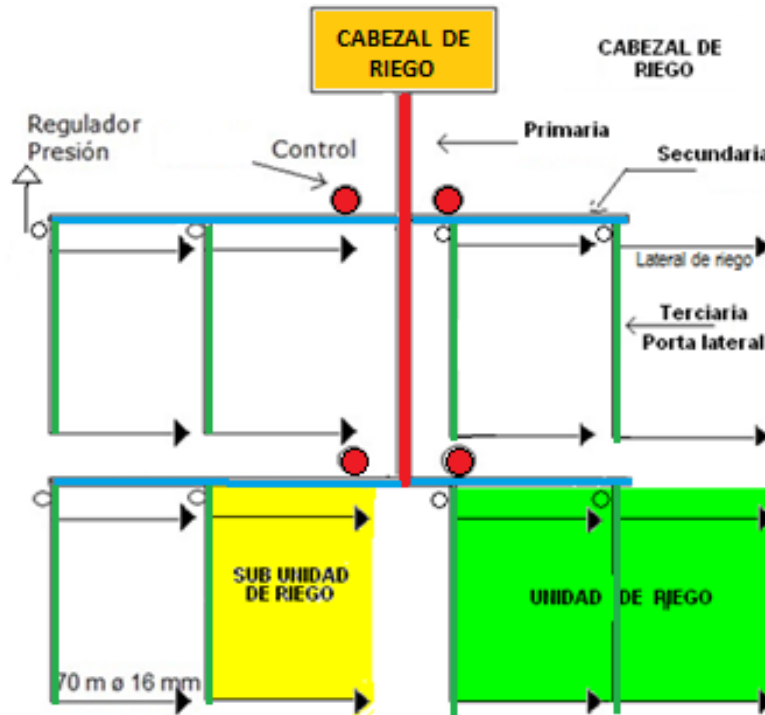 CABEZAL DE
RIEGO
CABEZAL DE
RIEGO
Regulador
Presión
Control
Primaria
Secundaria
Lateral de riego
Terciaria
Porta lateral
SUB UNIDAD
DE RIEGO
UNIDAD DE RIEGO
70 m ø 16 mm